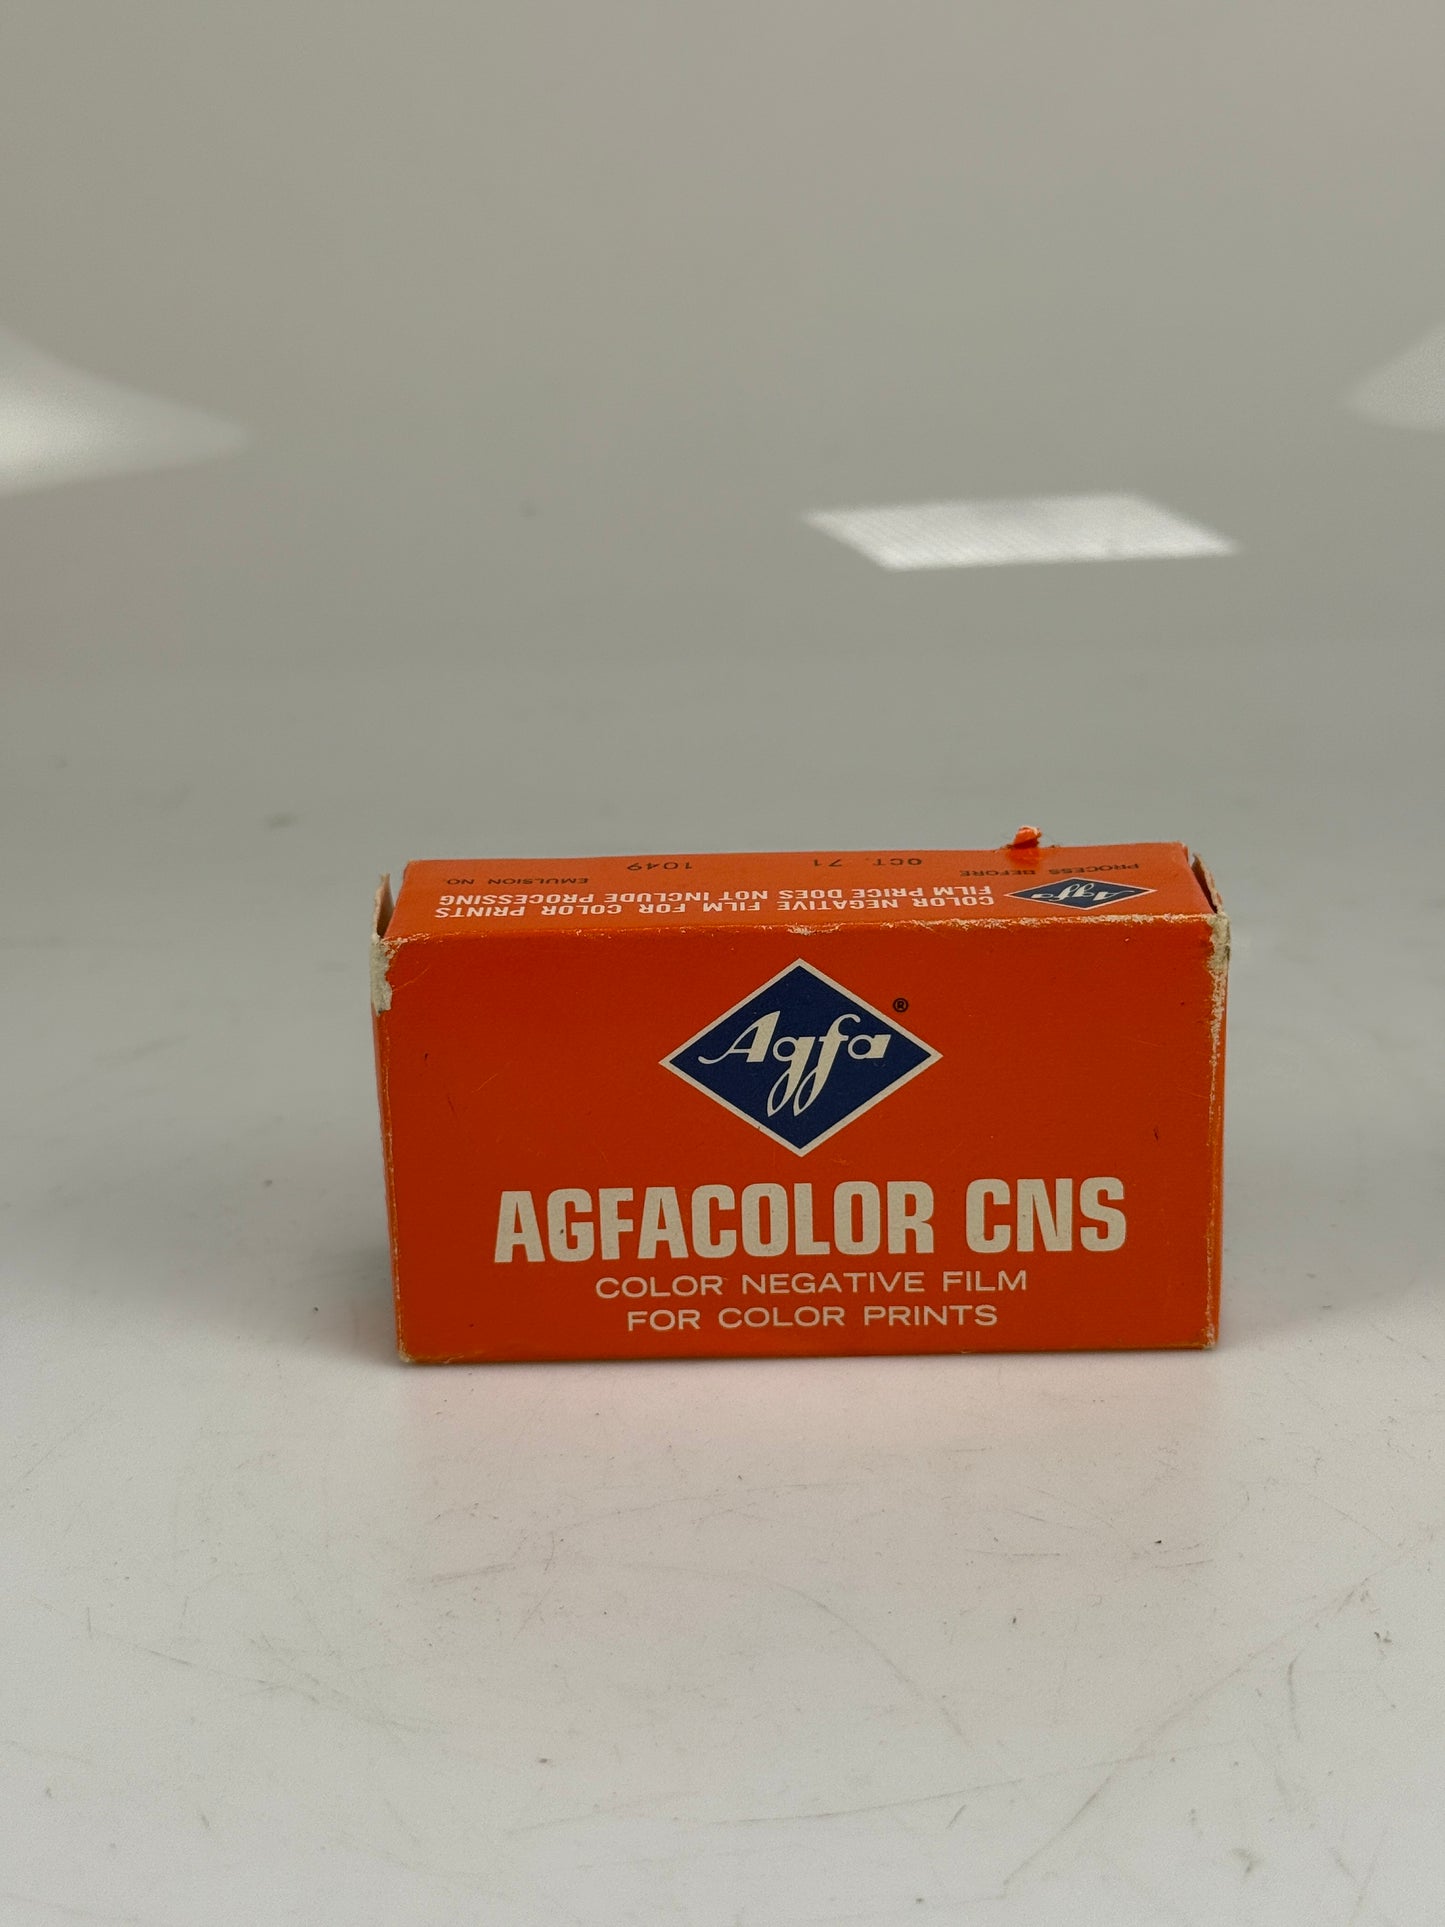 PROCESS BEFORE OCT. 71 EMULSION NO. 1049
Agfa
COLOR NEGATIVE FILM FOR COLOR PRINTS
FILM PRICE DOES NOT INCLUDE PROCESSING
Agfa ®
AGFACOLOR CNS
COLOR NEGATIVE FILM
FOR COLOR PRINTS